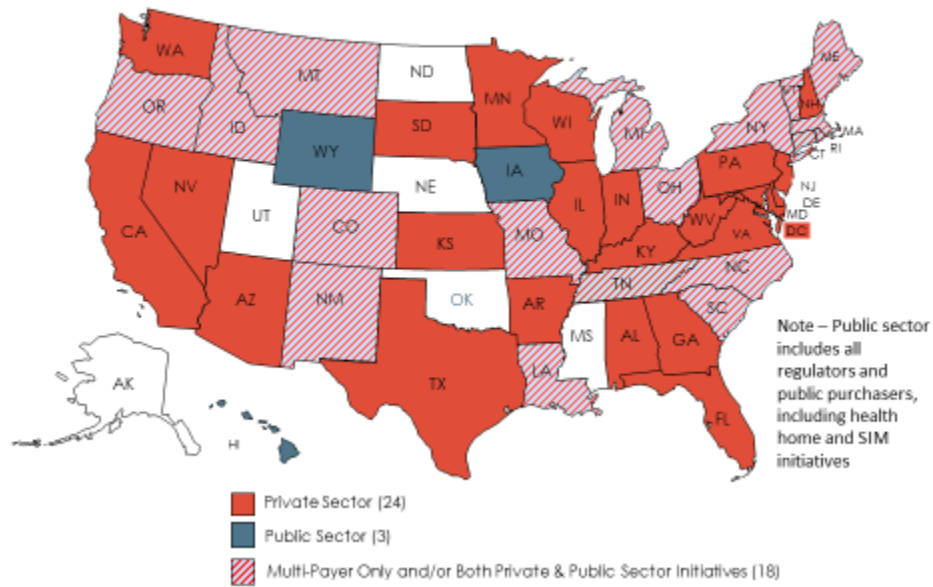 WA
ND
MT
MN
ME
VT
NH
OR
ID
SD
WI
NY
MA
MI
WY
RI
CT
IA
PA
NE
NV
NJ
OH
DE
UT
IL
IN
MD
CA
CO
WV
DC
KS
MO
VA
KY
NC
TN
AZ
NM
OK
AR
SC
MS
AL
GA
TX
LA
AK
FL
HI
Note – Public sector
includes all
regulators and
public purchasers,
including health
home and SIM
initiatives
Private Sector (24)
Public Sector (3)
Multi-Payer Only and/or Both Private & Public Sector Initiatives (18)